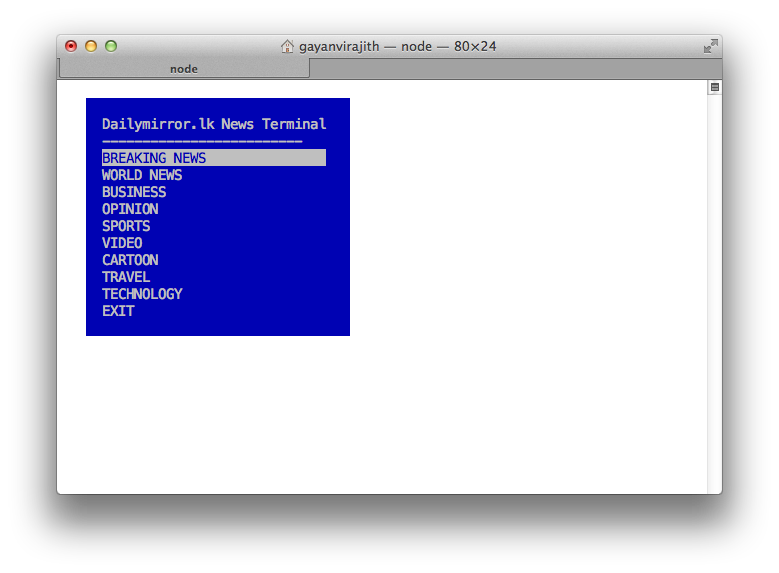 gayanvirajith — node — 80×24
node
Dailymirror.lk News Terminal
-------------------------
BREAKING NEWS
WORLD NEWS
BUSINESS
OPINION
SPORTS
VIDEO
CARTOON
TRAVEL
TECHNOLOGY
EXIT